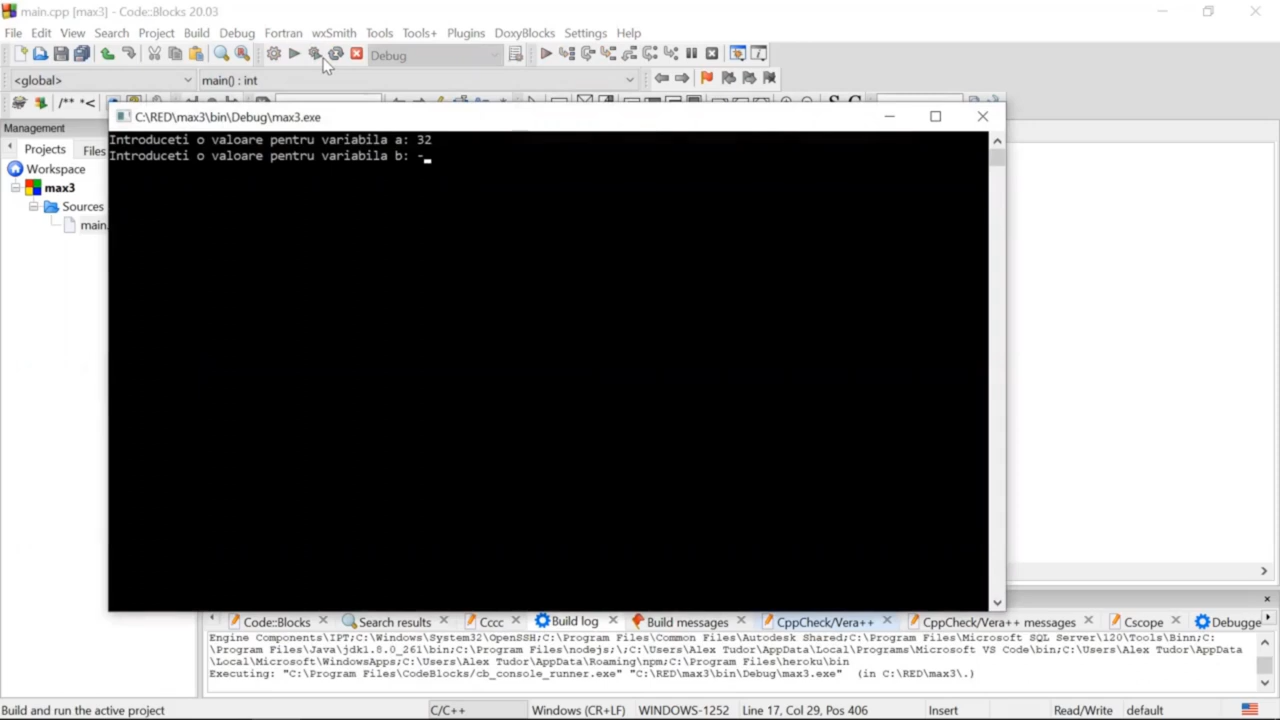 main.cpp [max3] - Code::Blocks 20.03
File Edit View Search Project Build Debug Fortran wxSmith Tools Tools+ Plugins DoxyBlocks Settings Help
Debug
<global> main() : int
/** *<
C:\RED\max3\bin\Debug\max3.exe
Management
Projects Files
Workspace
max3
Sources
main.
Introduceti o valoare pentru variabila a: 32
Introduceti o valoare pentru variabila b: -
Code::Blocks Search results Cccc Build log Build messages CppCheck/Vera++ CppCheck/Vera++ messages Cscope Debugge
Engine Components\IPT;C:\Windows\System32\OpenSSH;C:\Program Files\Common Files\Autodesk Shared;C:\Program Files\Microsoft SQL Server\120\Tools\Binn;C:
\Program Files\Java\jdk1.8.0_261\bin;C:\Program Files\nodejs;\;C:\Users\Alex Tudor\AppData\Local\Programs\Microsoft VS Code\bin;C:\Users\Alex Tudor\AppData
\Local\Microsoft\WindowsApps;C:\Users\Alex Tudor\AppData\Roaming\npm;C:\Program Files\heroku\bin
Executing: "C:\Program Files\CodeBlocks/cb_console_runner.exe" "C:\RED\max3\bin\Debug\max3.exe" (in C:\RED\max3\.)
Build and run the active project C/C++ Windows (CR+LF) WINDOWS-1252 Line 17, Col 29, Pos 406 Insert Read/Write default